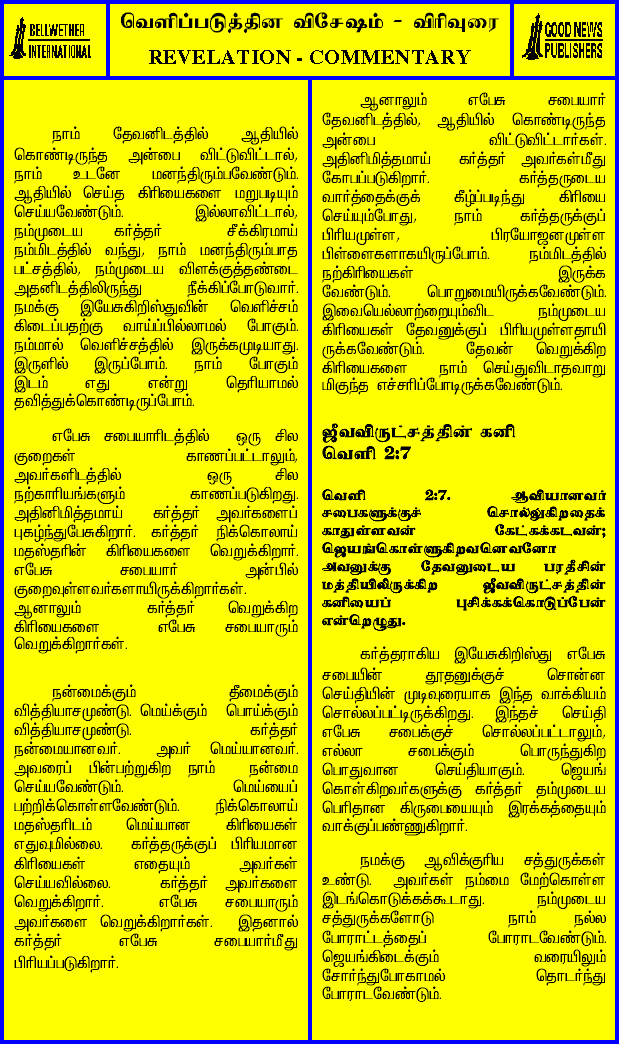 BELLWETHER
INTERNATIONAL
வெளிப்படுத்தின விசேஷம் - விரிவுரை
REVELATION - COMMENTARY
GOOD NEWS
PUBLISHERS
நாம் தேவனிடத்தில் ஆதியில்
கொண்டிருந்த அன்பை விட்டுவிட்டால்,
நாம் உடனே மனந்திரும்பவேண்டும்.
ஆதியில் செய்த கிரியைகளை மறுபடியும்
செய்யவேண்டும். இல்லாவிட்டால்,
நம்முடைய கர்த்தர் சீக்கிரமாய்
நம்மிடத்தில் வந்து, நாம் மனந்திரும்பாத
பட்சத்தில், நம்முடைய விளக்குத்தண்டை
அதனிடத்திலிருந்து நீக்கிப்போடுவார்.
நமக்கு இயேசுகிறிஸ்துவின் வெளிச்சம்
கிடைப்பதற்கு வாய்ப்பில்லாமல் போகும்.
நம்மால் வெளிச்சத்தில் இருக்கமுடியாது.
இருளில் இருப்போம். நாம் போகும்
இடம் எது என்று தெரியாமல்
தவித்துக்கொண்டிருப்போம்.
எபேசு சபையாரிடத்தில் ஒரு சில
குறைகள் காணப்பட்டாலும்,
அவர்களிடத்தில் ஒரு சில
நற்காரியங்களும் காணப்படுகிறது.
அதினிமித்தமாய் கர்த்தர் அவர்களைப்
புகழ்ந்துபேசுகிறார். கர்த்தர் நிக்கொலாய்
மதஸ்தரின் கிரியைகளை வெறுக்கிறார்.
எபேசு சபையார் அன்பில்
குறைவுள்ளவர்களாயிருக்கிறார்கள்.
ஆனாலும் கர்த்தர் வெறுக்கிற
கிரியைகளை எபேசு சபையாரும்
வெறுக்கிறார்கள்.
நன்மைக்கும் தீமைக்கும்
வித்தியாசமுண்டு. மெய்க்கும் பொய்க்கும்
வித்தியாசமுண்டு. கர்த்தர்
நன்மையானவர். அவர் மெய்யானவர்.
அவரைப் பின்பற்றுகிற நாம் நன்மை
செய்யவேண்டும். மெய்யைப்
பற்றிக்கொள்ளவேண்டும். நிக்கொலாய்
மதஸ்தரிடம் மெய்யான கிரியைகள்
எதுவுமில்லை. கர்த்தருக்குப் பிரியமான
கிரியைகள் எதையும் அவர்கள்
செய்யவில்லை. கர்த்தர் அவர்களை
வெறுக்கிறார். எபேசு சபையாரும்
அவர்களை வெறுக்கிறார்கள். இதனால்
கர்த்தர் எபேசு சபையார்மீது
பிரியப்படுகிறார்.
ஆனாலும் எபேசு சபையார்
தேவனிடத்தில், ஆதியில் கொண்டிருந்த
அன்பை விட்டுவிட்டார்கள்.
அதினிமித்தமாய் கர்த்தர் அவர்கள்மீது
கோபப்படுகிறார். கர்த்தருடைய
வார்த்தைக்குக் கீழ்ப்படிந்து கிரியை
செய்யும்போது, நாம் கர்த்தருக்குப்
பிரியமுள்ள, பிரயோஜனமுள்ள
பிள்ளைகளாகயிருப்போம். நம்மிடத்தில்
நற்கிரியைகள் இருக்க
வேண்டும். பொறுமையிருக்கவேண்டும்.
இவையெல்லாற்றையும்விட நம்முடைய
கிரியைகள் தேவனுக்குப் பிரியமுள்ளதாயி
ருக்கவேண்டும். தேவன் வெறுக்கிற
கிரியைகளை நாம் செய்துவிடாதவாறு
மிகுந்த எச்சரிப்போடிருக்கவேண்டும்.
ஜீவவிருட்சத்தின் கனி
வெளி 2:7
வெளி 2:7. ஆவியானவர்
சபைகளுக்குச் சொல்லுகிறதைக்
காதுள்ளவன் கேட்கக்கடவன்;
ஜெயங்கொள்ளுகிறவனெவனோ
அவனுக்கு தேவனுடைய பரதீசின்
மத்தியிலிருக்கிற ஜீவவிருட்சத்தின்
கனியைப் புசிக்கக்கொடுப்பேன்
என்றெழுது.
கர்த்தராகிய இயேசுகிறிஸ்து எபேசு
சபையின் தூதனுக்குச் சொன்ன
செய்தியின் முடிவுரையாக இந்த வாக்கியம்
சொல்லப்பட்டிருக்கிறது. இந்தச் செய்தி
எபேசு சபைக்குச் சொல்லப்பட்டாலும்,
எல்லா சபைக்கும் பொருந்துகிற
பொதுவான செய்தியாகும். ஜெயங்
கொள்கிறவர்களுக்கு கர்த்தர் தம்முடைய
பெரிதான கிருபையையும் இரக்கத்தையும்
வாக்குப்பண்ணுகிறார்.
நமக்கு ஆவிக்குரிய சத்துருக்கள்
உண்டு. அவர்கள் நம்மை மேற்கொள்ள
இடங்கொடுக்கக்கூடாது. நம்முடைய
சத்துருக்களோடு நாம் நல்ல
போராட்டத்தைப் போராடவேண்டும்.
ஜெயங்கிடைக்கும் வரையிலும்
சோர்ந்துபோகாமல் தொடர்ந்து
போராடவேண்டும்.